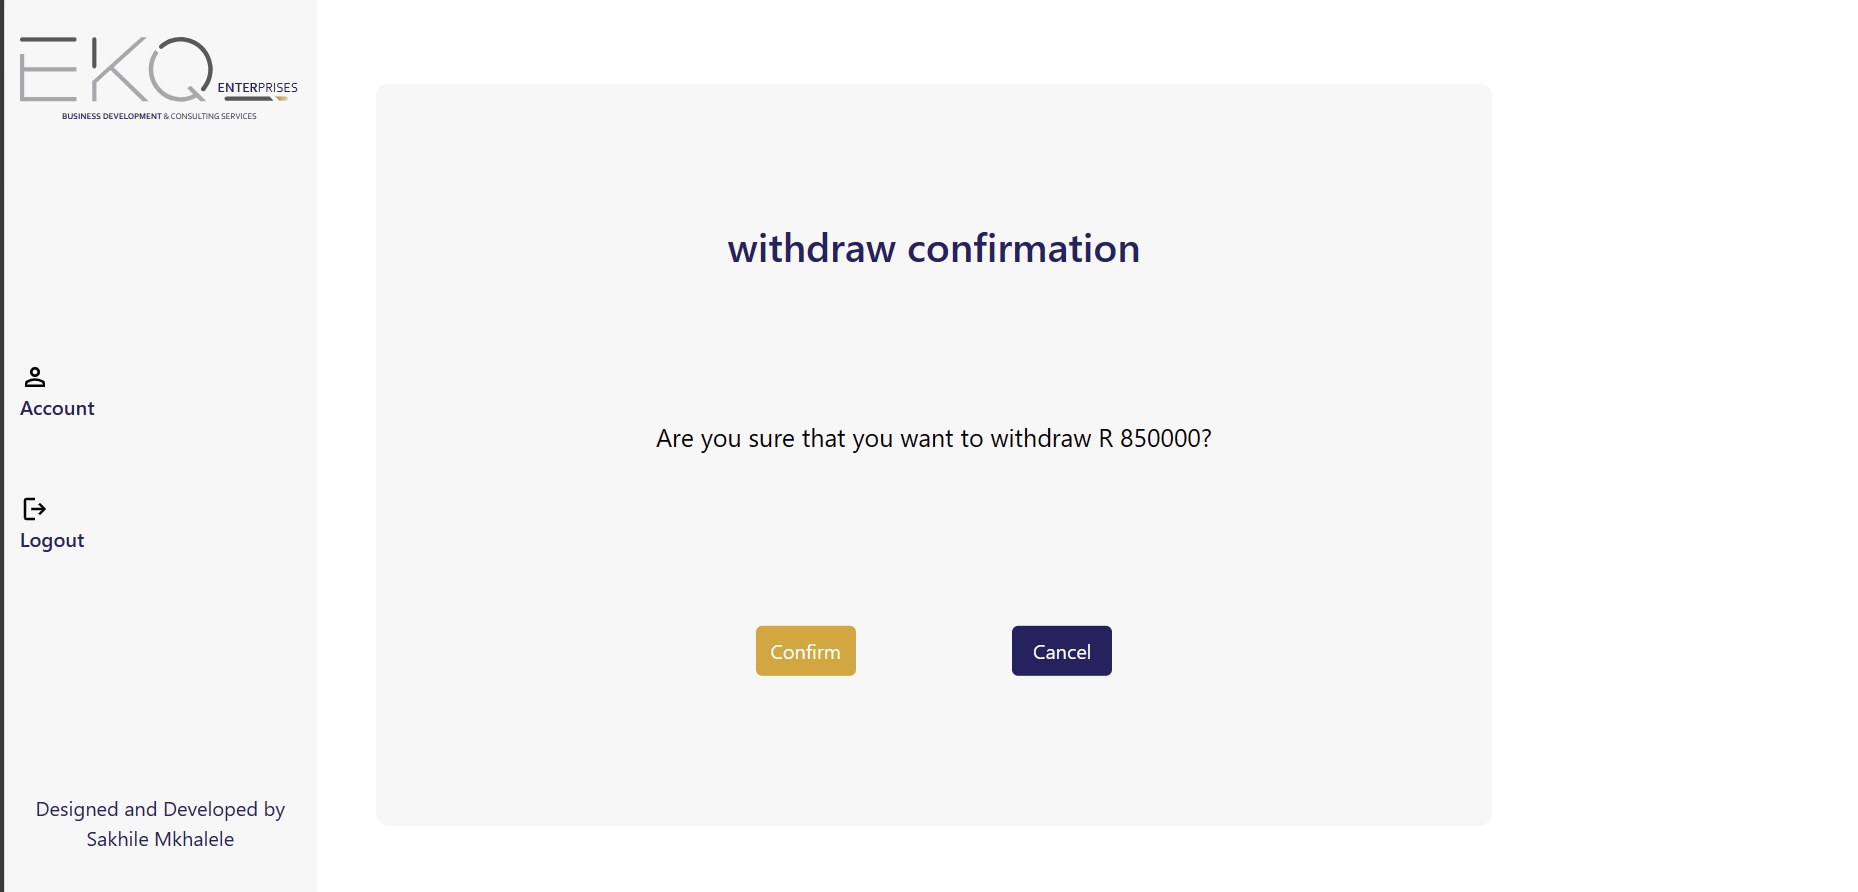 EKQ ENTERPRISES
BUSINESS DEVELOPMENT & CONSULTING SERVICES
Account
Logout
Designed and Developed by
Sakhile Mkhalele
withdraw confirmation
Are you sure that you want to withdraw R 850000?
Confirm
Cancel